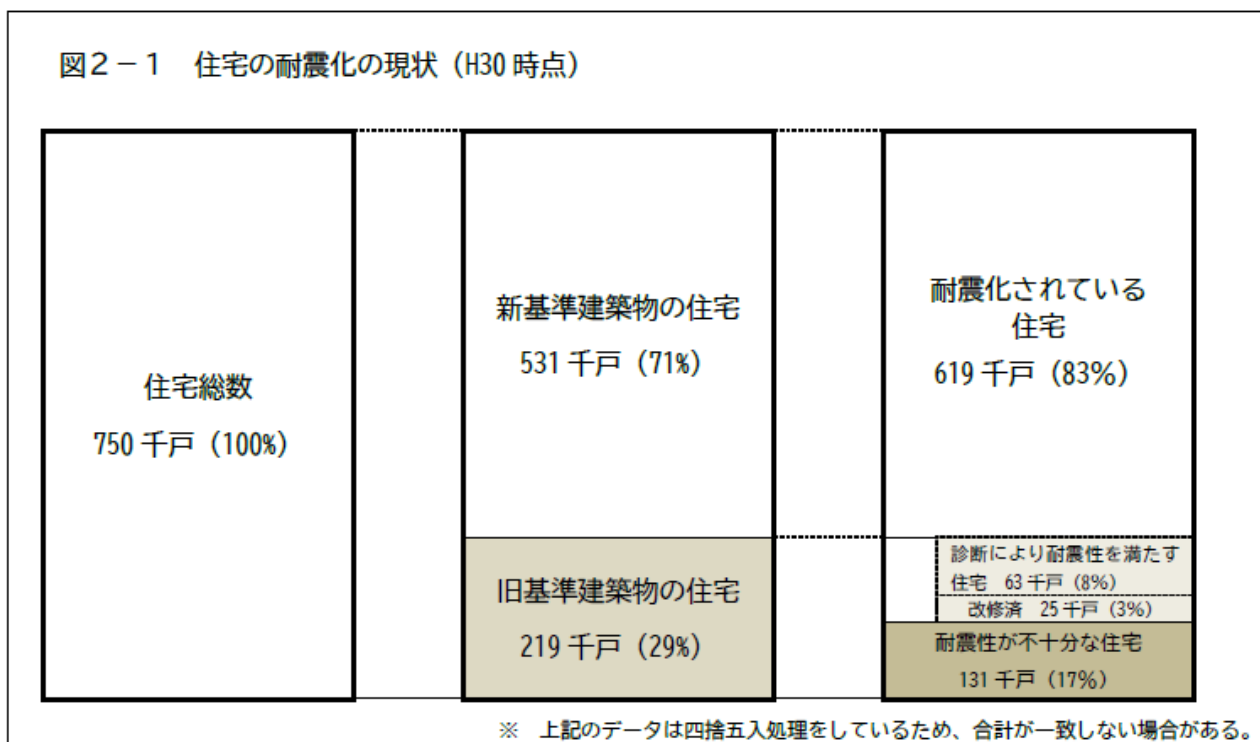 図2－1　住宅の耐震化の現状（H30 時点）
住宅総数
750 千戸（100%）
新基準建築物の住宅
531 千戸（71%）
旧基準建築物の住宅
219 千戸（29%）
耐震化されている
住宅
619 千戸（83%）
診断により耐震性を満たす
住宅　63 千戸（8%）
改修済　25 千戸（3%）
耐震性が不十分な住宅
131 千戸（17%）
※　上記のデータは四捨五入処理をしているため、合計が一致しない場合がある。